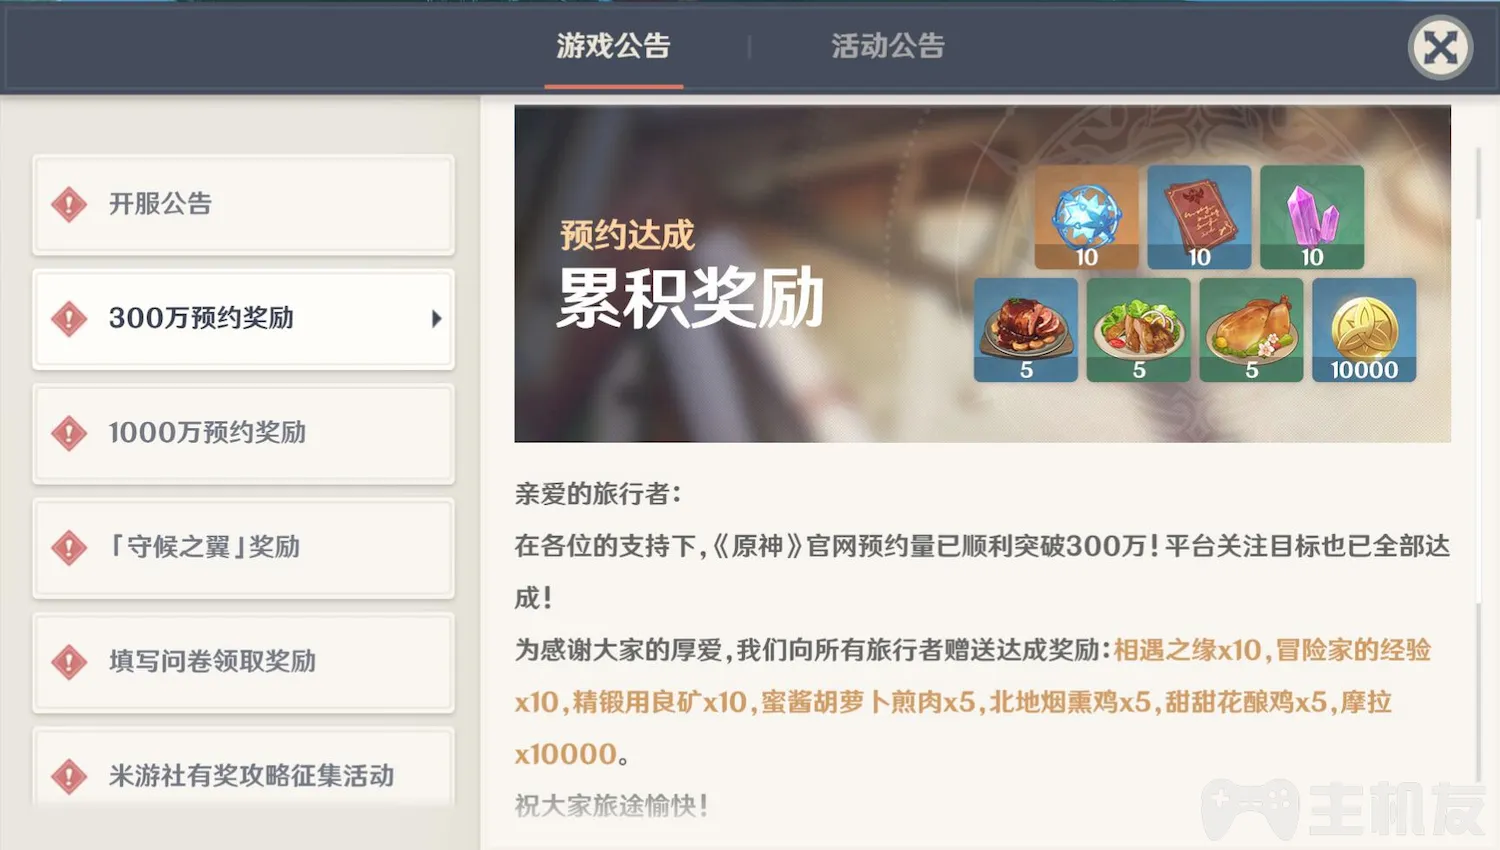 游戏公告
活动公告
开服公告
300万预约奖励
1000万预约奖励
「守候之翼」奖励
填写问卷领取奖励
米游社有奖攻略征集活动
预约达成
累积奖励
10
10
10
5
5
5
10000
亲爱的旅行者：
在各位的支持下，《原神》官网预约量已顺利突破300万！平台关注目标也已全部达
成！
为感谢大家的厚爱，我们向所有旅行者赠送达成奖励：相遇之缘x10，冒险家的经验
x10，精锻用良矿x10，蜜酱胡萝卜煎肉x5，北地烟熏鸡x5，甜甜花酿鸡x5，摩拉
x10000。
祝大家旅途愉快！
主机友